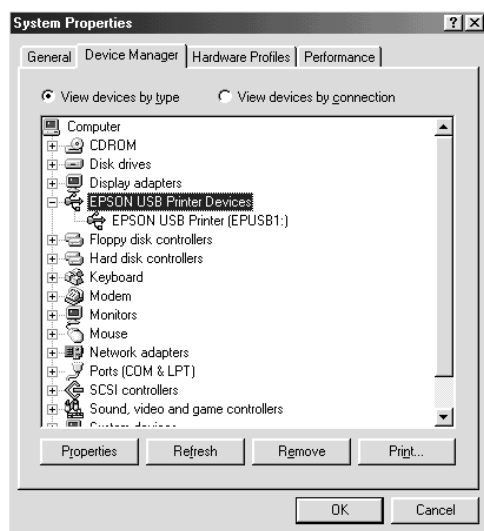 System Properties
General Device Manager Hardware Profiles Performance
View devices by type View devices by connection
Computer
CDROM
Disk drives
Display adapters
EPSON USB Printer Devices
EPSON USB Printer (EPUSB1:)
Floppy disk controllers
Hard disk controllers
Keyboard
Modem
Monitors
Mouse
Network adapters
Ports (COM & LPT)
SCSI controllers
Sound, video and game controllers
System devices
Properties Refresh Remove Print...
OK Cancel